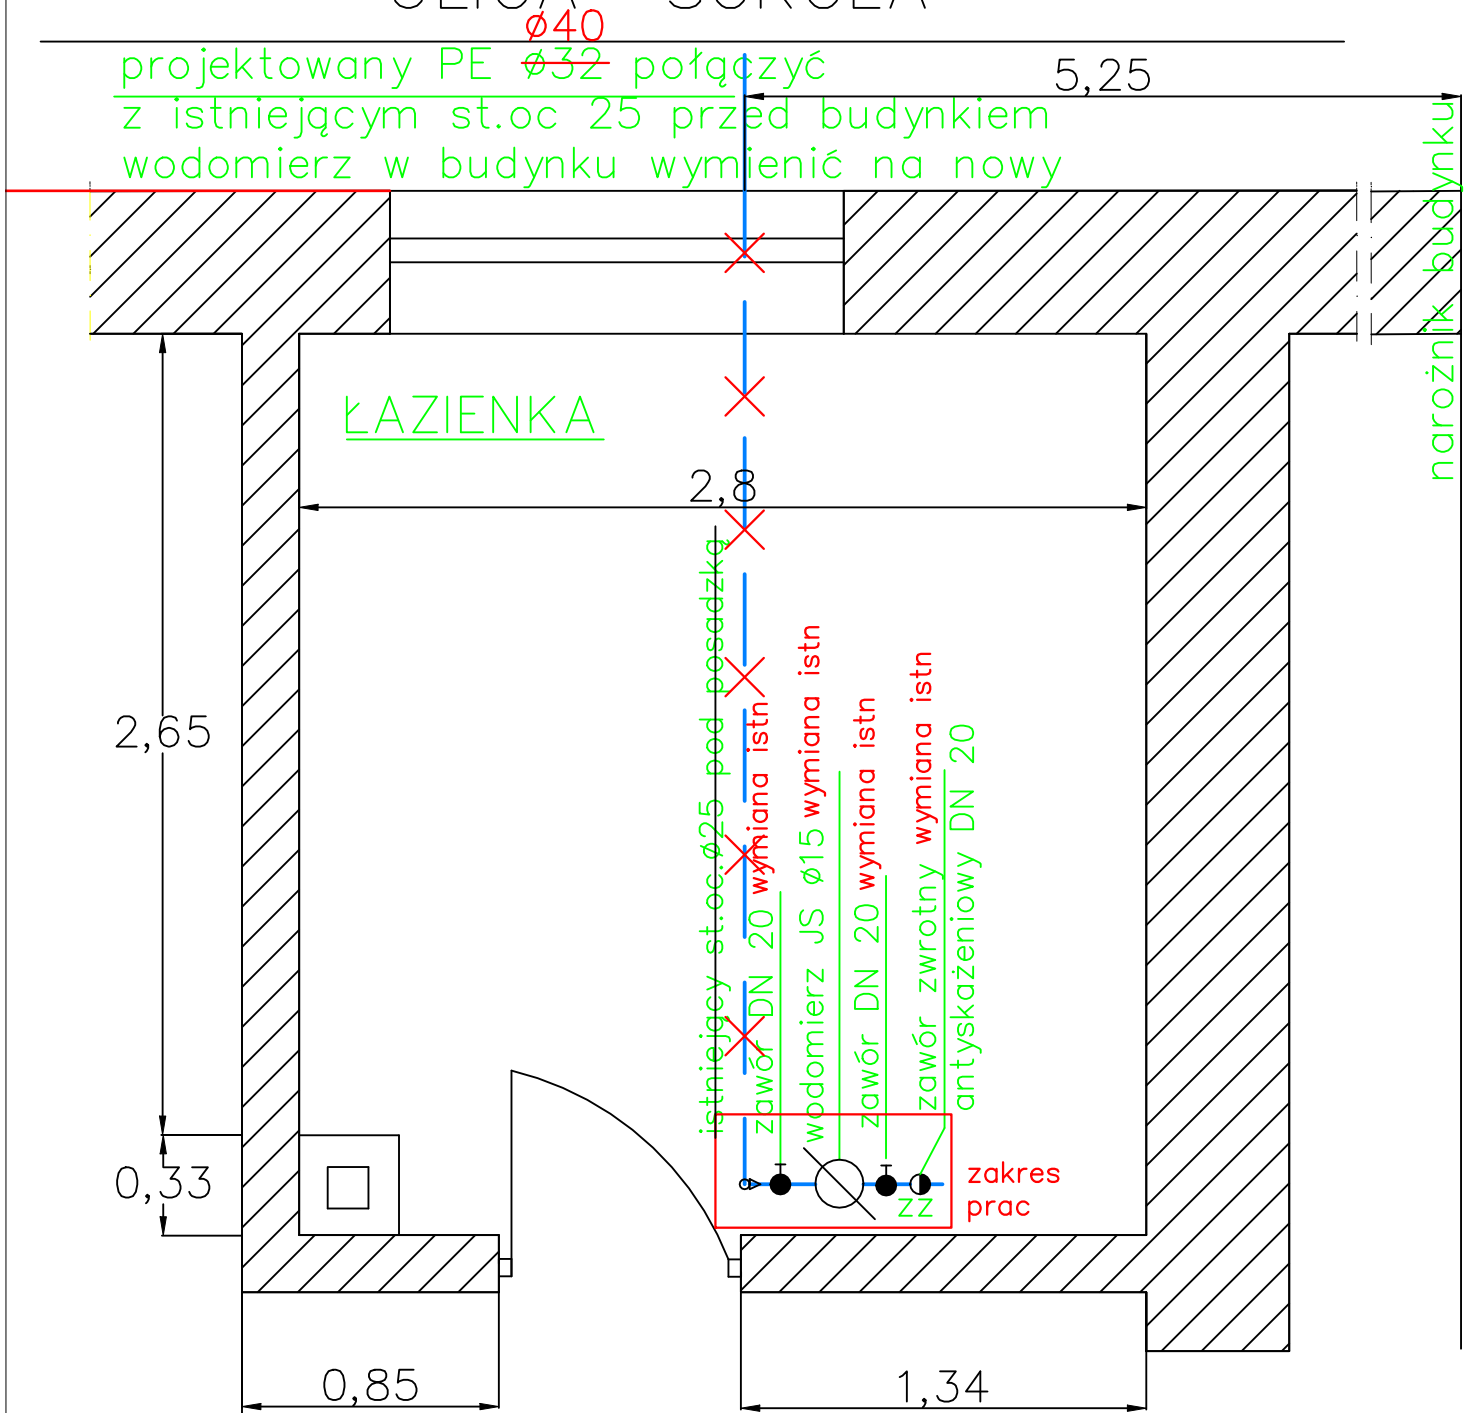 ø40
projektowany PE ø32 połączyć
z istniejącym st.oc 25 przed budynkiem
wodomierz w budynku wymienić na nowy
5,25
narożnik budynku
ŁAZIENKA
2,8
2,65
0,33
istniejący st.oc.ø25 pod posadzką
zawór DN 20 wymiana istn
wodomierz JS ø15 wymiana istn
zawór DN 20 wymiana istn
zawór zwrotny wymiana istn
antyskażeniowy DN 20
zz
zakres
prac
0,85
1,34